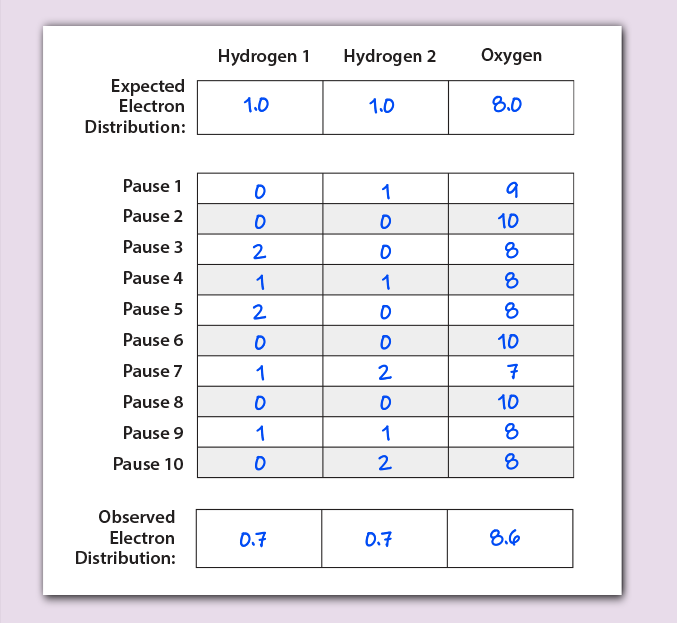 Hydrogen 1 Hydrogen 2 Oxygen
Expected
Electron
Distribution:
1.0 1.0 8.0
Pause 1 0 1 9
Pause 2 0 0 10
Pause 3 2 0 8
Pause 4 1 1 8
Pause 5 2 0 8
Pause 6 0 0 10
Pause 7 1 2 7
Pause 8 0 0 10
Pause 9 1 1 8
Pause 10 0 2 8
Observed
Electron
Distribution:
0.7 0.7 8.6